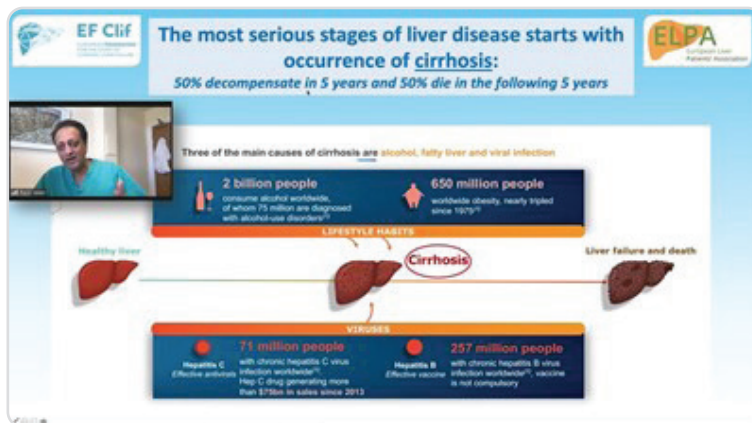 EF Clif
The most serious stages of liver disease starts with
occurrence of cirrhosis:
50% decompensate in 5 years and 50% die in the following 5 years
ELPA
European Liver
Patients' Association
Three of the main causes of cirrhosis are alcohol, fatty liver and viral infection
2 billion people
consume alcohol worldwide,
of whom 75 million are diagnosed
with alcohol-use disorders
650 million people
worldwide obesity, nearly tripled
since 1975
LIFESTYLE HABITS
Healthy liver
Cirrhosis
Liver failure and death
VIRUSES
Hepatitis C
Effective antivirals
71 million people
with chronic hepatitis C virus
infection worldwide
Hep C drug generating more
than $75bn in sales since 2013
Hepatitis B
Effective vaccine
257 million people
with chronic hepatitis B virus
infection worldwide, vaccine
is not compulsory